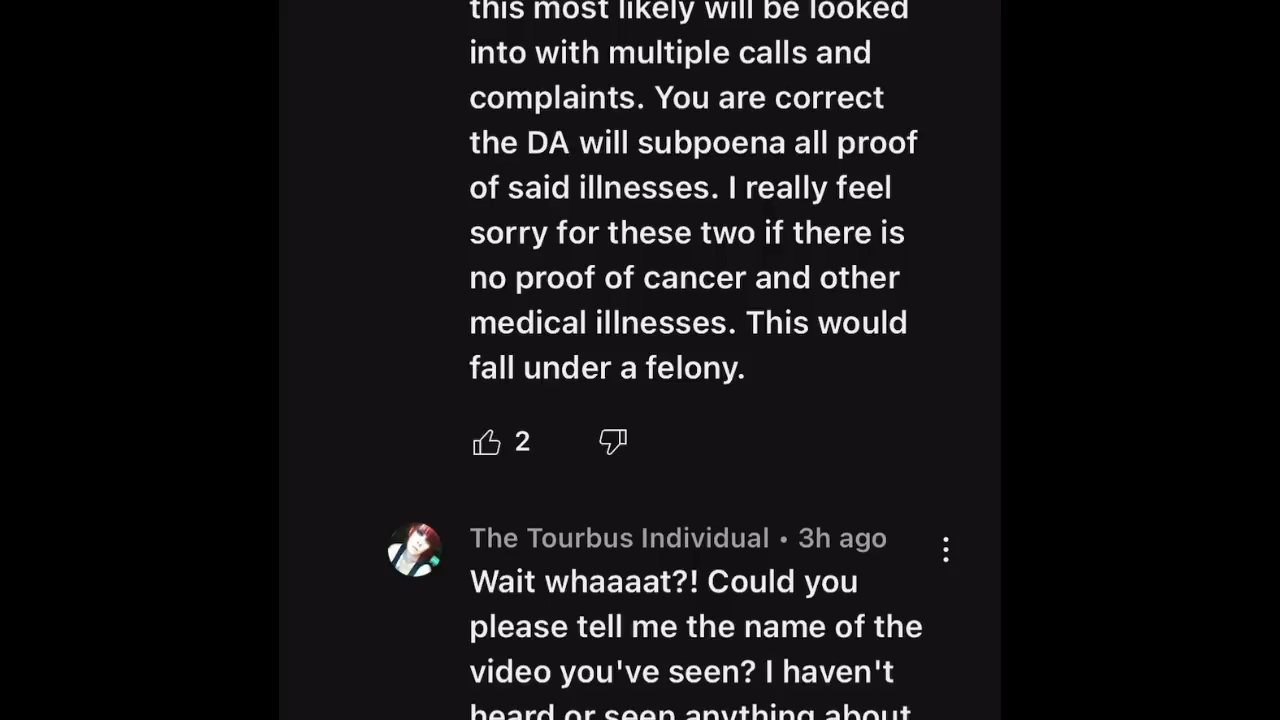 this most likely will be looked
into with multiple calls and
complaints. You are correct
the DA will subpoena all proof
of said illnesses. I really feel
sorry for these two if there is
no proof of cancer and other
medical illnesses. This would
fall under a felony.
2
The Tourbus Individual • 3h ago
Wait whaaaat?! Could you
please tell me the name of the
video you've seen? I haven't
heard or seen anything about